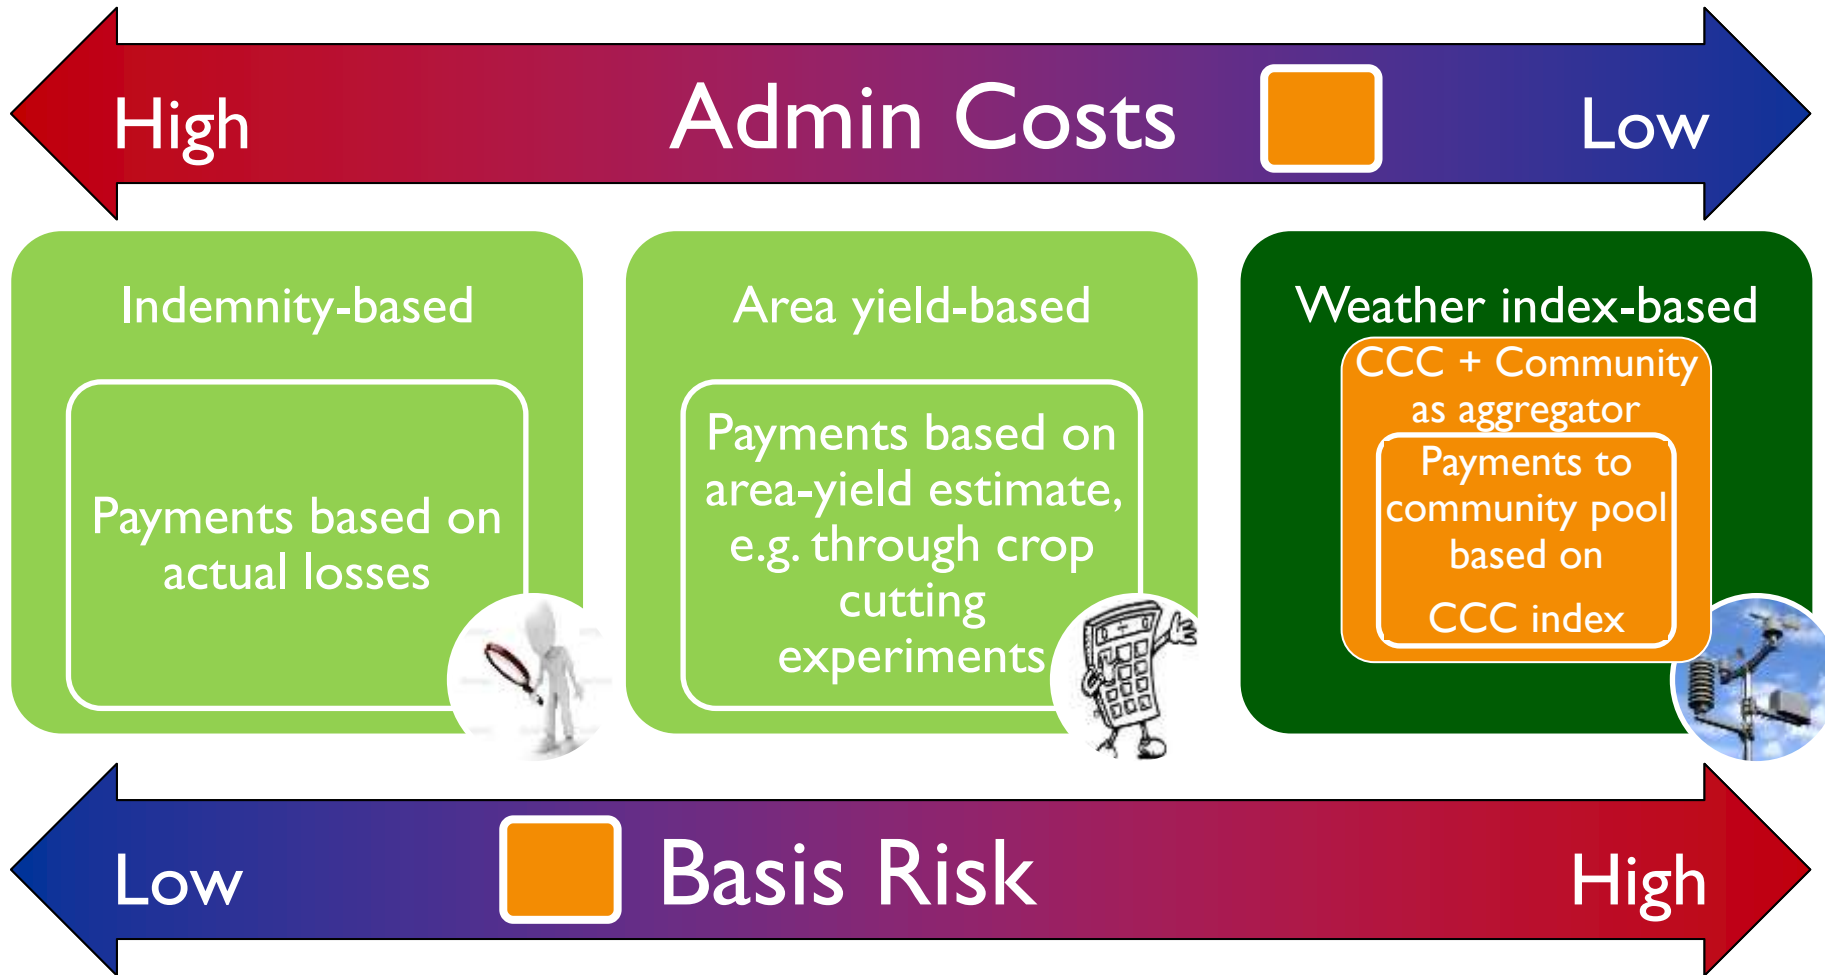 High
Admin Costs
Low
Indemnity-based
Payments based on
actual losses
Area yield-based
Payments based on
area-yield estimate,
e.g. through crop
cutting
experiments
Weather index-based
CCC + Community
as aggregator
Payments to
community pool
based on
CCC index
Low
Basis Risk
High